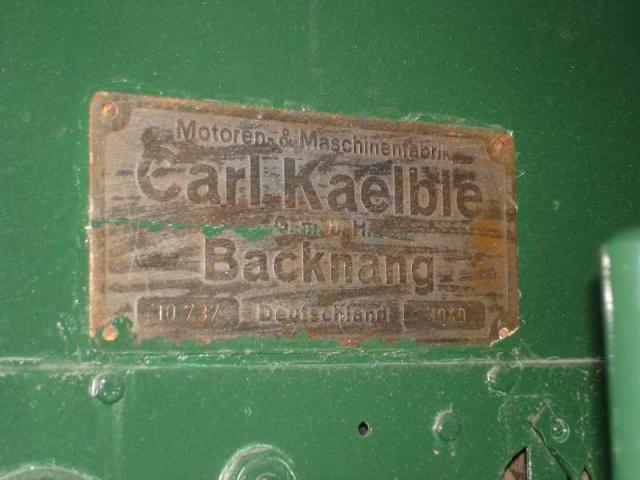 Motoren- & Maschinenfabrik
Carl Kaelble
G.m.b.H.
Backnang
Deutschland